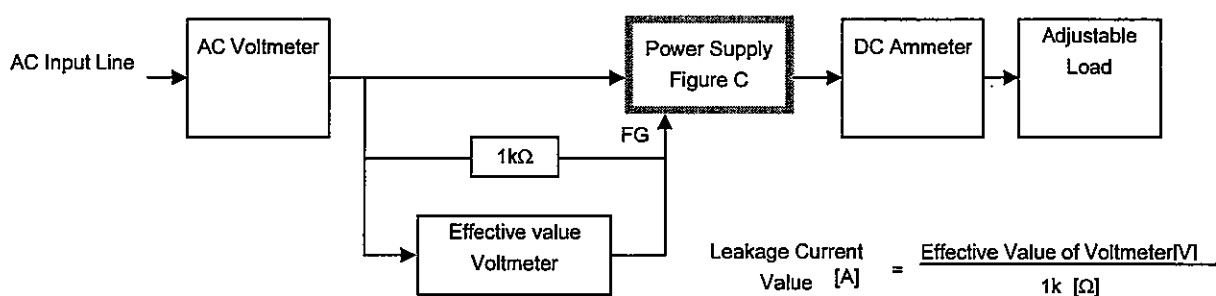 AC Input Line
AC Voltmeter
Power Supply
Figure C
DC Ammeter
Adjustable
Load
FG
1kΩ
Effective value
Voltmeter
Leakage Current
Value [A] = Effective Value of Voltmeter[V]
1k [Ω]